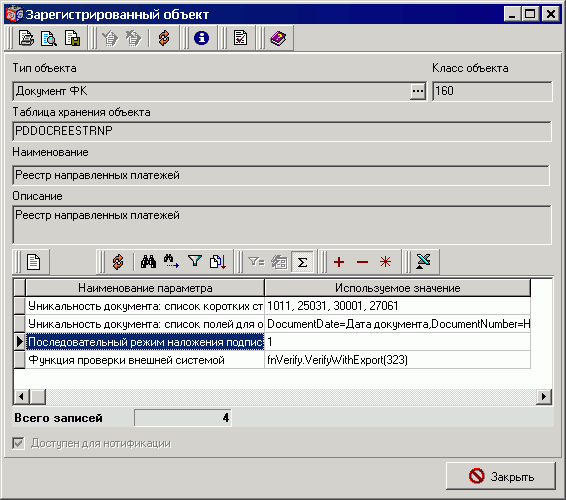 Зарегистрированный объект
Тип объекта Класс объекта
Документ ФК ... 160
Таблица хранения объекта
PDDOCREESTRNP
Наименование
Реестр направленных платежей
Описание
Реестр направленных платежей
Наименование параметра Используемое значение
Уникальность документа: список коротких ст 1011, 25031, 30001, 27061
Уникальность документа: список полей для о DocumentDate=Дата документа,DocumentNumber=Н
Последовательный режим наложения подпис 1
Функция проверки внешней системой fnVerify.VerifyWithExport(323)
Всего записей 4
Доступен для нотификации
Закрыть